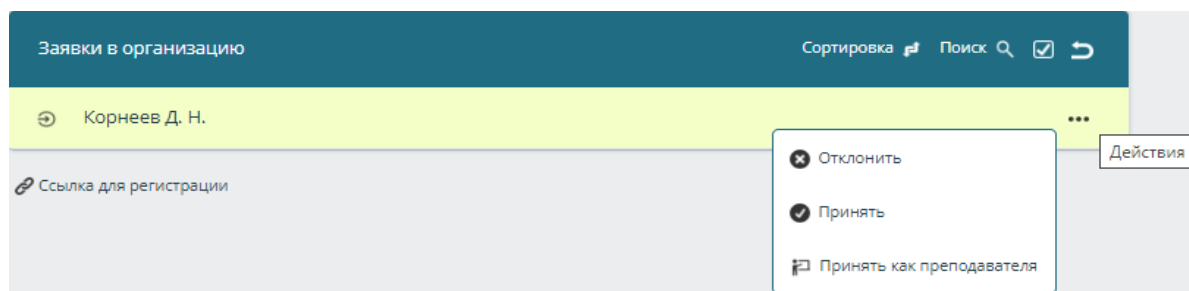 Заявки в организацию Сортировка Поиск
Корнеев Д. Н.
Действия
Отклонить
Ссылка для регистрации
Принять
Принять как преподавателя